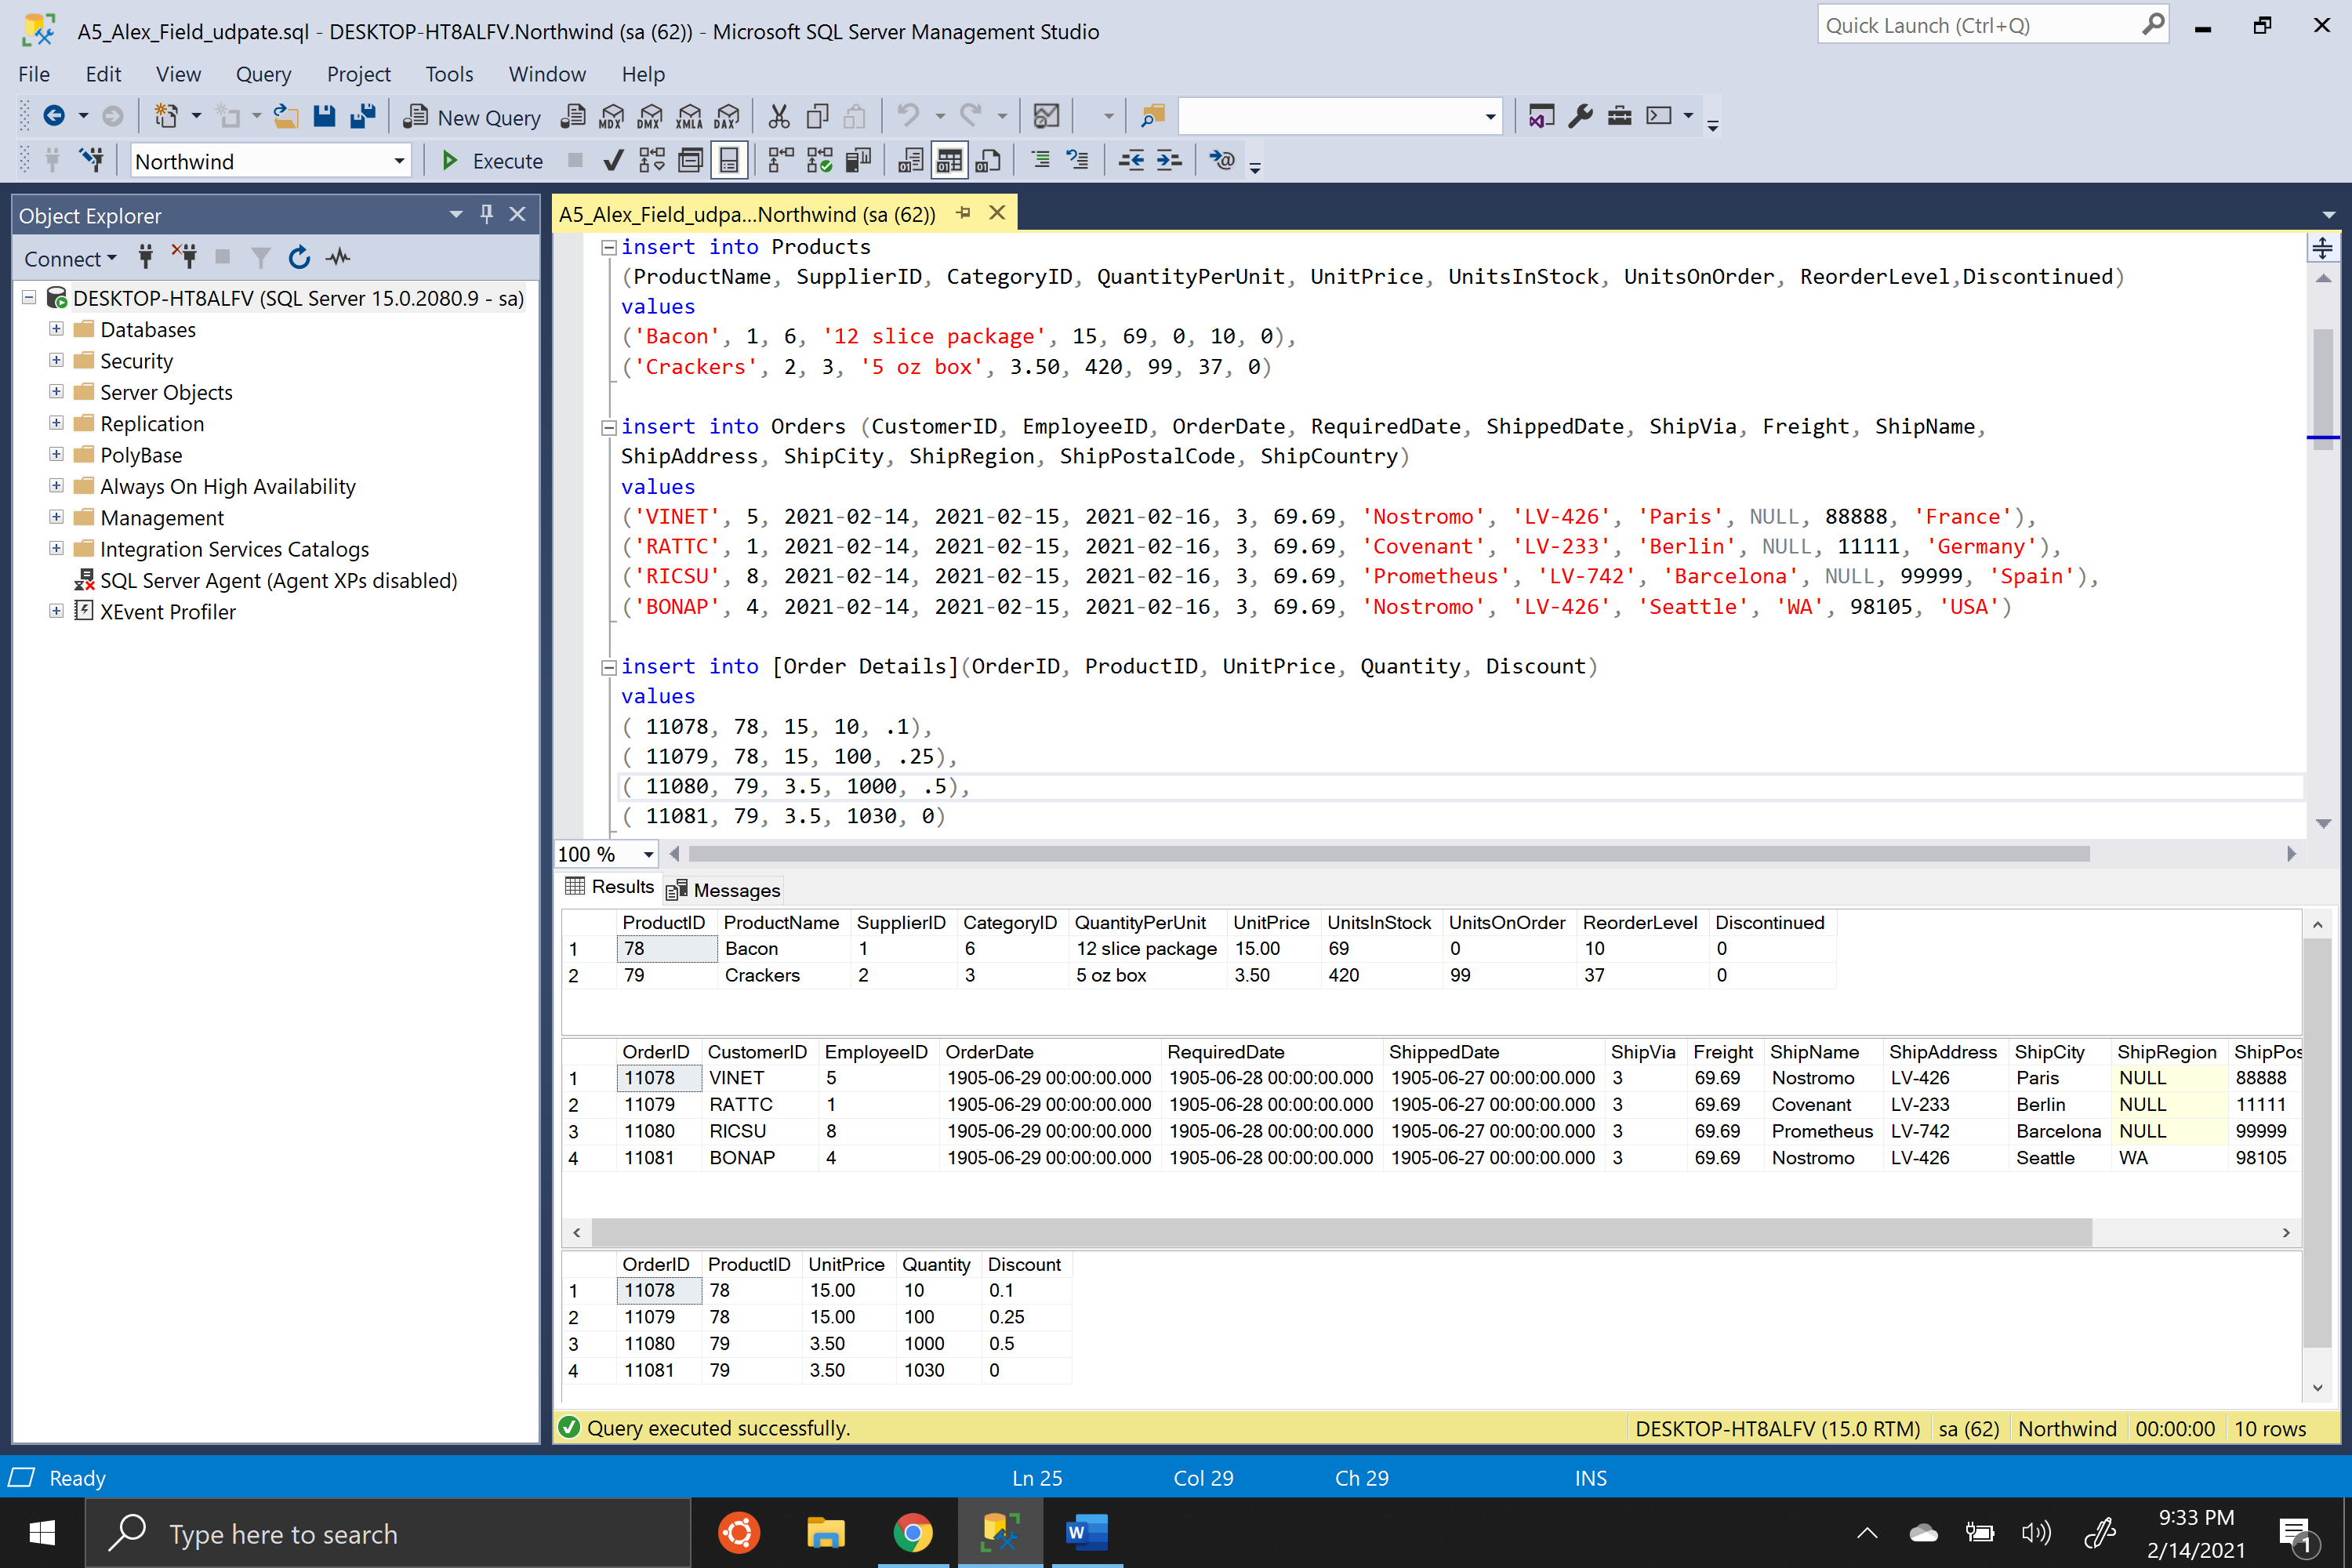 A5_Alex_Field_udpate.sql - DESKTOP-HT8ALFV.Northwind (sa (62)) - Microsoft SQL Server Management Studio
Quick Launch (Ctrl+Q)
File Edit View Query Project Tools Window Help
New Query MDX DMX XMLA DAX
Northwind Execute
Object Explorer
Connect
DESKTOP-HT8ALFV (SQL Server 15.0.2080.9 - sa)
Databases
Security
Server Objects
Replication
PolyBase
Always On High Availability
Management
Integration Services Catalogs
SQL Server Agent (Agent XPs disabled)
XEvent Profiler
A5_Alex_Field_udpa...Northwind (sa (62))
insert into Products
(ProductName, SupplierID, CategoryID, QuantityPerUnit, UnitPrice, UnitsInStock, UnitsOnOrder, ReorderLevel,Discontinued)
values
('Bacon', 1, 6, '12 slice package', 15, 69, 0, 10, 0),
('Crackers', 2, 3, '5 oz box', 3.50, 420, 99, 37, 0)
insert into Orders (CustomerID, EmployeeID, OrderDate, RequiredDate, ShippedDate, ShipVia, Freight, ShipName,
ShipAddress, ShipCity, ShipRegion, ShipPostalCode, ShipCountry)
values
('VINET', 5, 2021-02-14, 2021-02-15, 2021-02-16, 3, 69.69, 'Nostromo', 'LV-426', 'Paris', NULL, 88888, 'France'),
('RATTC', 1, 2021-02-14, 2021-02-15, 2021-02-16, 3, 69.69, 'Covenant', 'LV-233', 'Berlin', NULL, 11111, 'Germany'),
('RICSU', 8, 2021-02-14, 2021-02-15, 2021-02-16, 3, 69.69, 'Prometheus', 'LV-742', 'Barcelona', NULL, 99999, 'Spain'),
('BONAP', 4, 2021-02-14, 2021-02-15, 2021-02-16, 3, 69.69, 'Nostromo', 'LV-426', 'Seattle', 'WA', 98105, 'USA')
insert into [Order Details](OrderID, ProductID, UnitPrice, Quantity, Discount)
values
( 11078, 78, 15, 10, .1),
( 11079, 78, 15, 100, .25),
( 11080, 79, 3.5, 1000, .5),
( 11081, 79, 3.5, 1030, 0)
100 %
Results Messages
ProductID ProductName SupplierID CategoryID QuantityPerUnit UnitPrice UnitsInStock UnitsOnOrder ReorderLevel Discontinued
1 78 Bacon 1 6 12 slice package 15.00 69 0 10 0
2 79 Crackers 2 3 5 oz box 3.50 420 99 37 0
OrderID CustomerID EmployeeID OrderDate RequiredDate ShippedDate ShipVia Freight ShipName ShipAddress ShipCity ShipRegion ShipPos
1 11078 VINET 5 1905-06-29 00:00:00.000 1905-06-28 00:00:00.000 1905-06-27 00:00:00.000 3 69.69 Nostromo LV-426 Paris NULL 88888
2 11079 RATTC 1 1905-06-29 00:00:00.000 1905-06-28 00:00:00.000 1905-06-27 00:00:00.000 3 69.69 Covenant LV-233 Berlin NULL 11111
3 11080 RICSU 8 1905-06-29 00:00:00.000 1905-06-28 00:00:00.000 1905-06-27 00:00:00.000 3 69.69 Prometheus LV-742 Barcelona NULL 99999
4 11081 BONAP 4 1905-06-29 00:00:00.000 1905-06-28 00:00:00.000 1905-06-27 00:00:00.000 3 69.69 Nostromo LV-426 Seattle WA 98105
OrderID ProductID UnitPrice Quantity Discount
1 11078 78 15.00 10 0.1
2 11079 78 15.00 100 0.25
3 11080 79 3.50 1000 0.5
4 11081 79 3.50 1030 0
Query executed successfully. DESKTOP-HT8ALFV (15.0 RTM) sa (62) Northwind 00:00:00 10 rows
Ready Ln 25 Col 29 Ch 29 INS
Type here to search
9:33 PM
2/14/2021
1